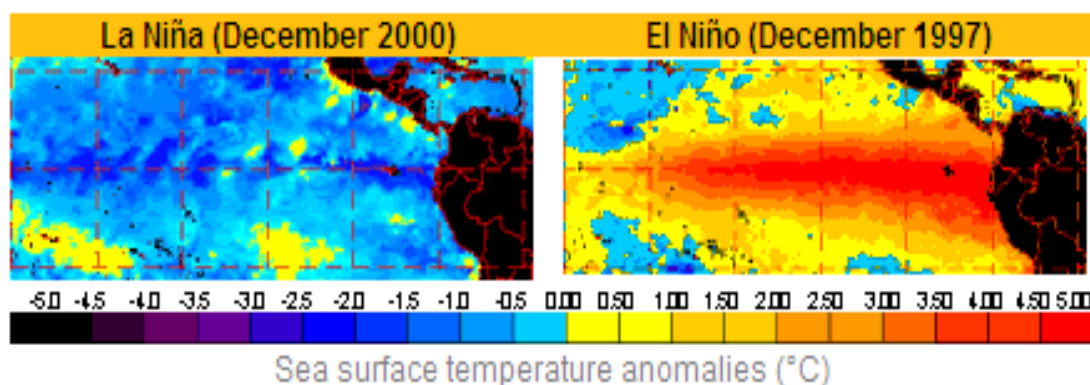 La Niña (December 2000) El Niño (December 1997)
-5.0 -4.5 -4.0 -3.5 -3.0 -2.5 -2.0 -1.5 -1.0 -0.5 0.00 0.50 1.00 1.50 2.00 2.50 3.00 3.50 4.00 4.50 5.00
Sea surface temperature anomalies (°C)